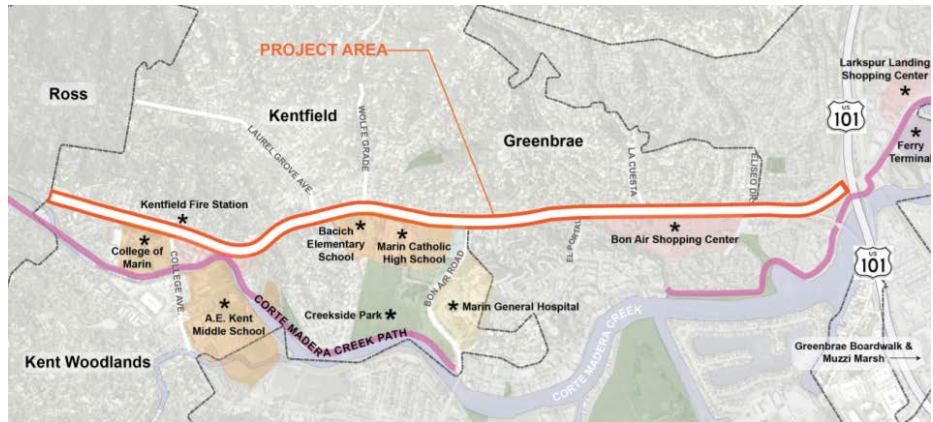 PROJECT AREA
Larkspur Landing
Shopping Center
Ross
Kentfield
WOLFE GRADE
US
101
LAUREL GROVE AVE.
Greenbrae
LA CUESTA
ELISEO DR.
Ferry
Terminal
Kentfield Fire Station
College of
Marin
COLLEGE AVE.
Bacich
Elementary
School
Marin Catholic
High School
BON AIR ROAD
EL PORTAL
Bon Air Shopping Center
US
101
A.E. Kent
Middle School
Creekside Park
Marin General Hospital
CORTE MADERA CREEK PATH
CORTE MADERA CREEK
Kent Woodlands
Greenbrae Boardwalk &
Muzzi Marsh